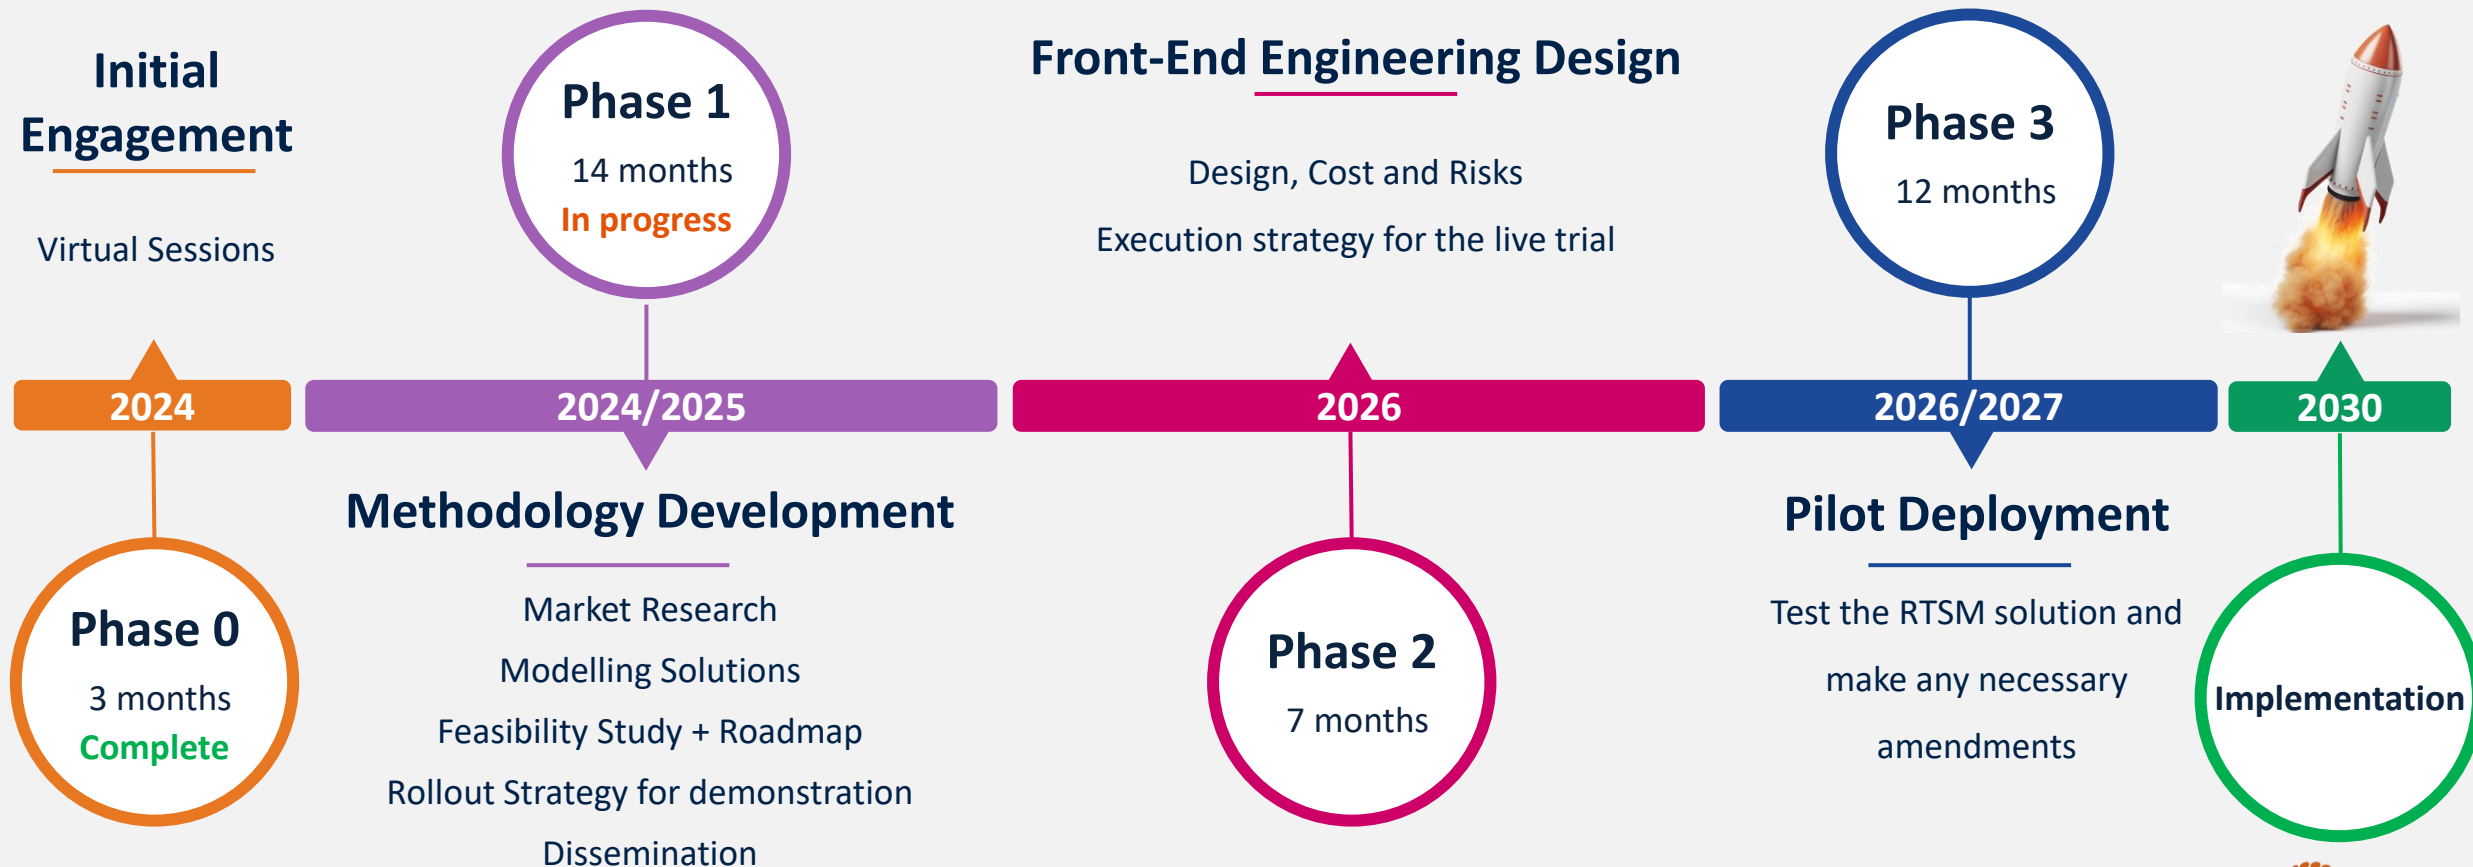 Initial
Engagement
Virtual Sessions
2024
Phase 0
3 months
Complete
Phase 1
14 months
In progress
2024/2025
Methodology Development
Market Research
Modelling Solutions
Feasibility Study + Roadmap
Rollout Strategy for demonstration
Dissemination
Front-End Engineering Design
Design, Cost and Risks
Execution strategy for the live trial
2026
Phase 2
7 months
Phase 3
12 months
2026/2027
Pilot Deployment
Test the RTSM solution and
make any necessary
amendments
2030
Implementation